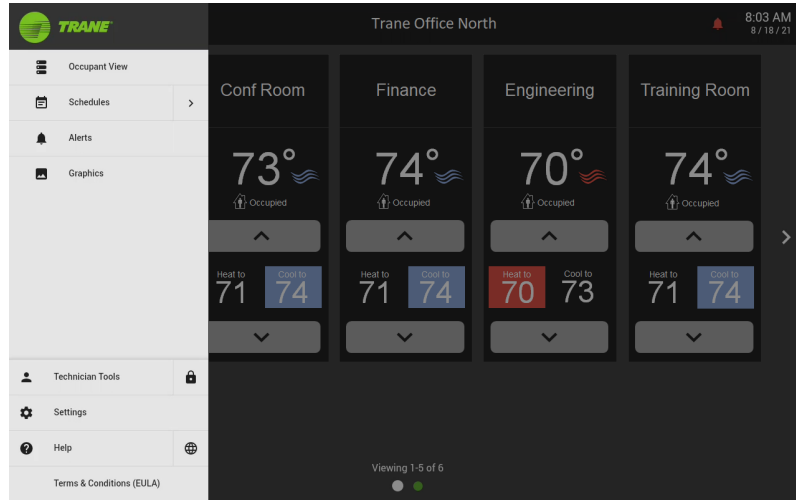 TRANE
Trane Office North
8:03 AM
8 / 18 / 21
Occupant View
Schedules
Alerts
Graphics
Technician Tools
Settings
Help
Terms & Conditions (EULA)
Conf Room
73°
Occupied
Heat to
71
Cool to
74
Finance
74°
Occupied
Heat to
71
Cool to
74
Engineering
70°
Occupied
Heat to
70
Cool to
73
Training Room
74°
Occupied
Heat to
71
Cool to
74
Viewing 1-5 of 6